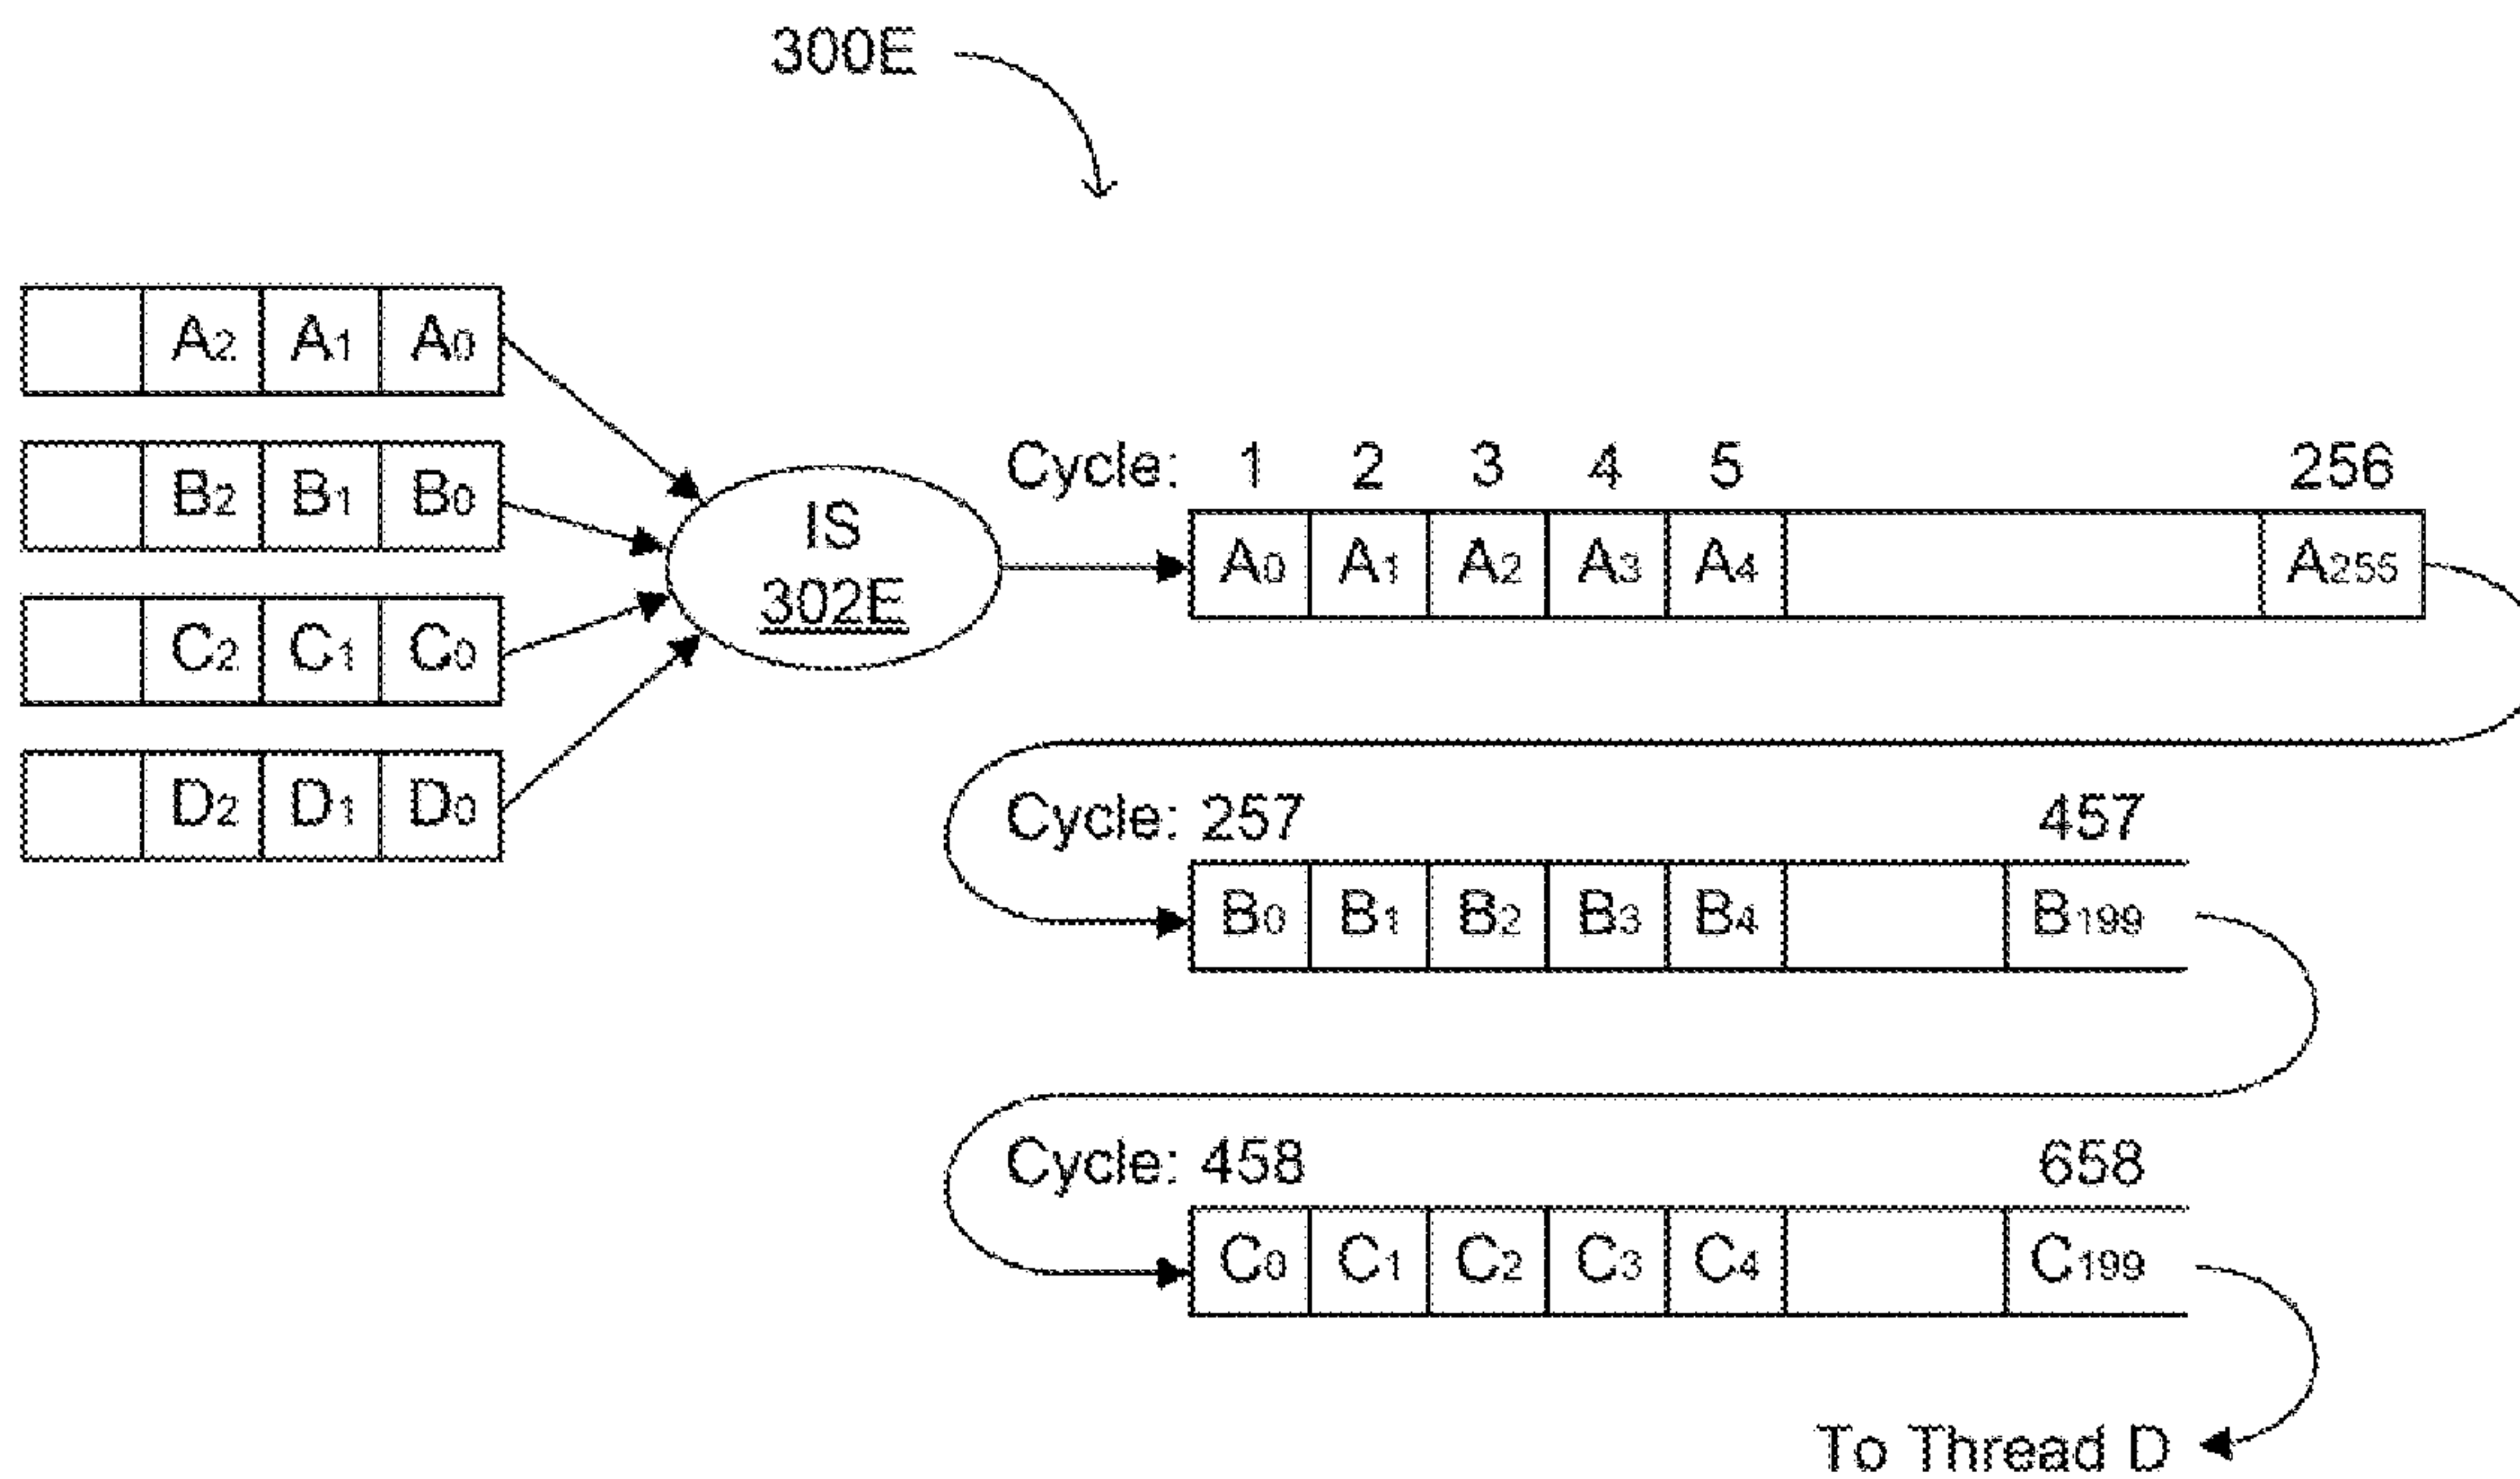 300E
A2 A1 A0
B2 B1 B0
C2 C1 C0
D2 D1 D0
IS
302E
Cycle: 1 2 3 4 5 256
A0 A1 A2 A3 A4 A255
Cycle: 257 457
B0 B1 B2 B3 B4 B199
Cycle: 458 658
C0 C1 C2 C3 C4 C199
To Thread D